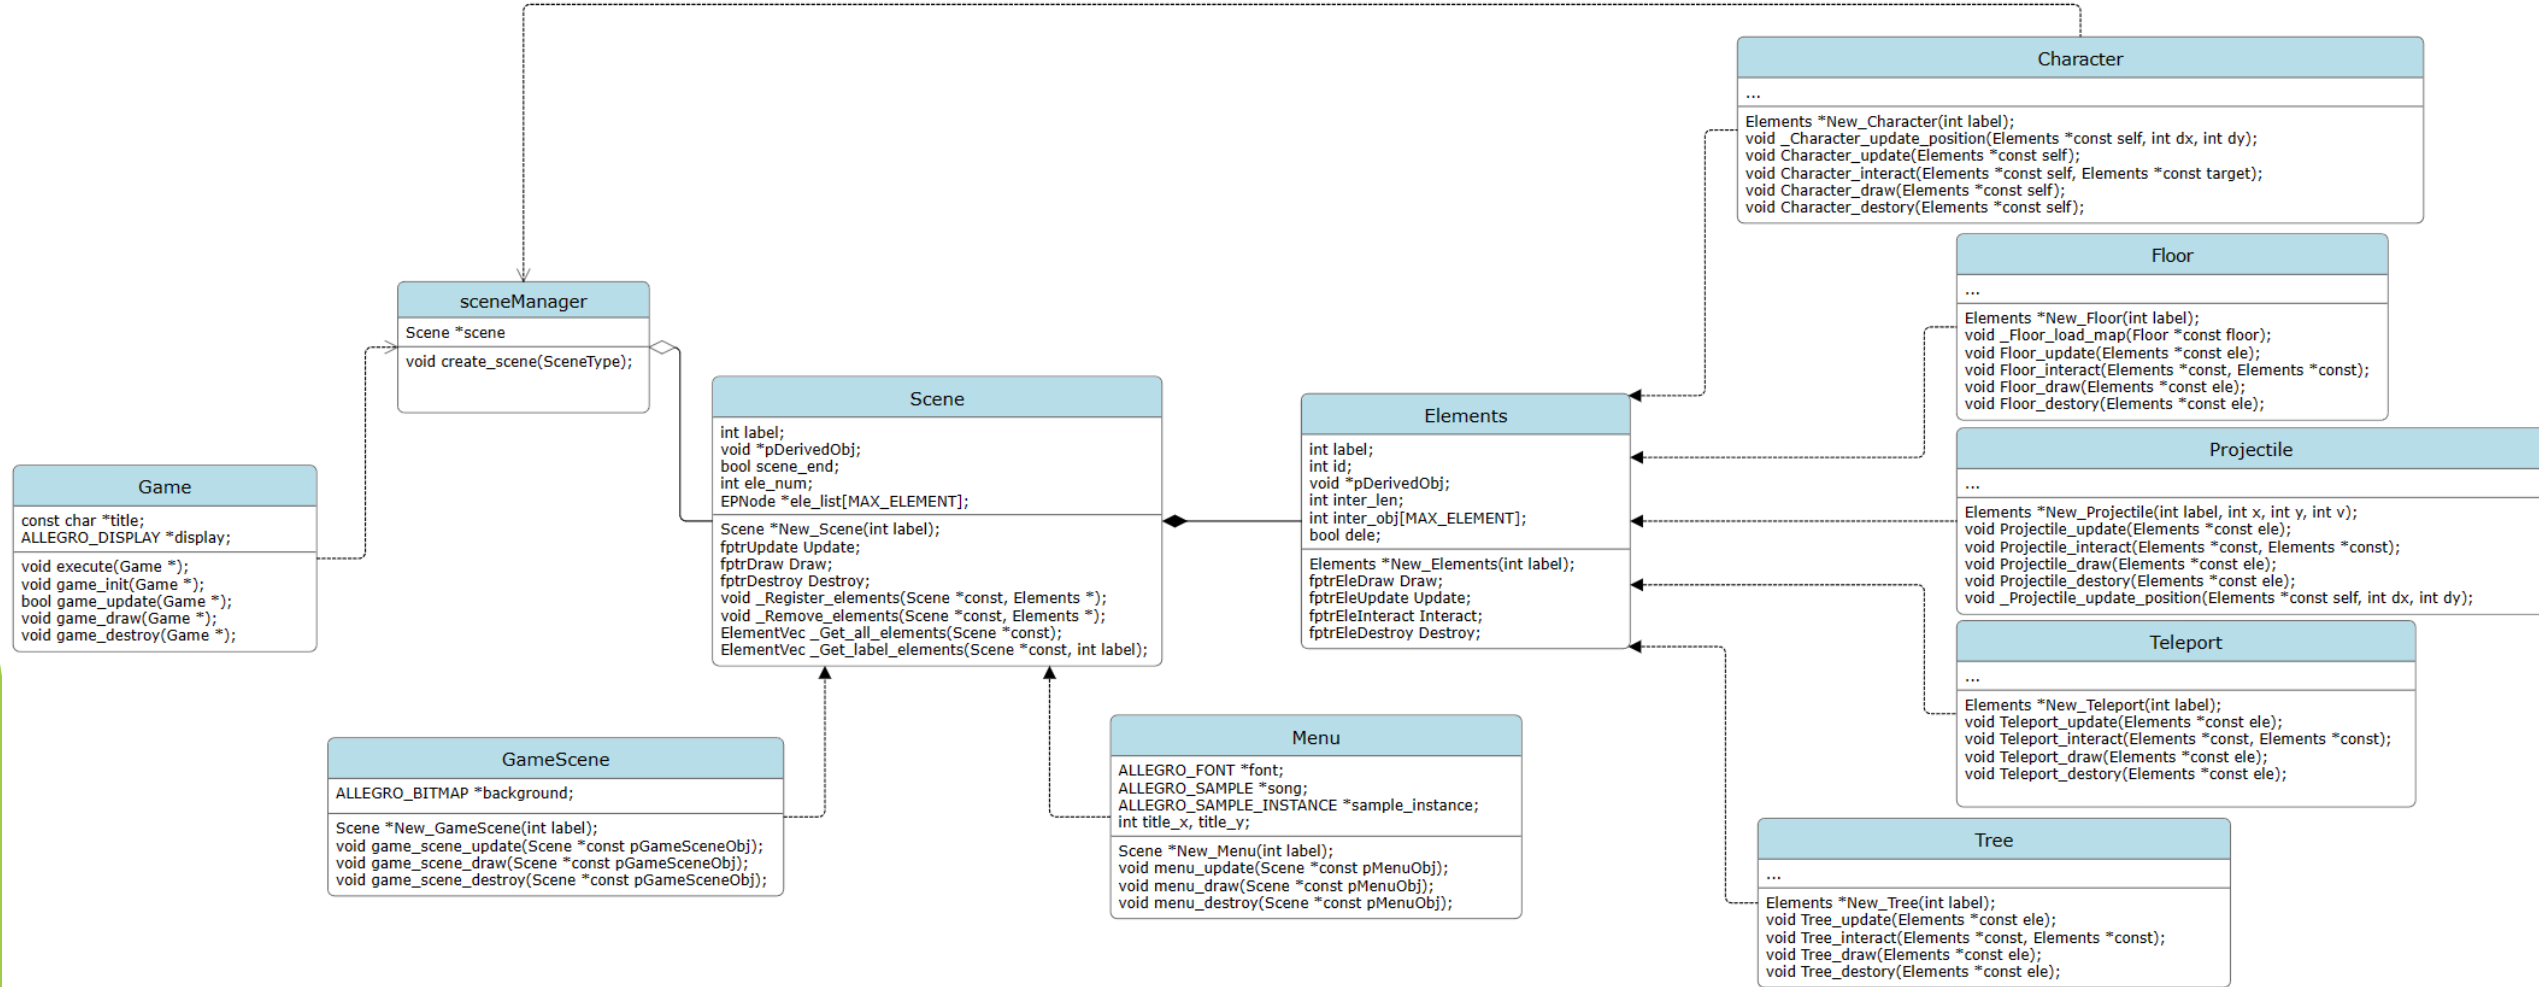 Character
...
Elements *New_Character(int label);
void _Character_update_position(Elements *const self, int dx, int dy);
void Character_update(Elements *const self);
void Character_interact(Elements *const self, Elements *const target);
void Character_draw(Elements *const self);
void Character_destory(Elements *const self);
Floor
...
Elements *New_Floor(int label);
void _Floor_load_map(Floor *const floor);
void Floor_update(Elements *const ele);
void Floor_interact(Elements *const, Elements *const);
void Floor_draw(Elements *const ele);
void Floor_destory(Elements *const ele);
sceneManager
Scene *scene
void create_scene(SceneType);
Scene
int label;
void *pDerivedObj;
bool scene_end;
int ele_num;
EPNode *ele_list[MAX_ELEMENT];
Scene *New_Scene(int label);
fptrUpdate Update;
fptrDraw Draw;
fptrDestroy Destroy;
void _Register_elements(Scene *const, Elements *);
void _Remove_elements(Scene *const, Elements *);
ElementVec _Get_all_elements(Scene *const);
ElementVec _Get_label_elements(Scene *const, int label);
Elements
int label;
int id;
void *pDerivedObj;
int inter_len;
int inter_obj[MAX_ELEMENT];
bool dele;
Elements *New_Elements(int label);
fptrEleDraw Draw;
fptrEleUpdate Update;
fptrEleInteract Interact;
fptrEleDestroy Destroy;
Projectile
...
Elements *New_Projectile(int label, int x, int y, int v);
void Projectile_update(Elements *const ele);
void Projectile_interact(Elements *const, Elements *const);
void Projectile_draw(Elements *const ele);
void Projectile_destory(Elements *const ele);
void _Projectile_update_position(Elements *const self, int dx, int dy);
Game
const char *title;
ALLEGRO_DISPLAY *display;
void execute(Game *);
void game_init(Game *);
bool game_update(Game *);
void game_draw(Game *);
void game_destroy(Game *);
Teleport
...
Elements *New_Teleport(int label);
void Teleport_update(Elements *const ele);
void Teleport_interact(Elements *const, Elements *const);
void Teleport_draw(Elements *const ele);
void Teleport_destory(Elements *const ele);
GameScene
ALLEGRO_BITMAP *background;
Scene *New_GameScene(int label);
void game_scene_update(Scene *const pGameSceneObj);
void game_scene_draw(Scene *const pGameSceneObj);
void game_scene_destroy(Scene *const pGameSceneObj);
Menu
ALLEGRO_FONT *font;
ALLEGRO_SAMPLE *song;
ALLEGRO_SAMPLE_INSTANCE *sample_instance;
int title_x, title_y;
Scene *New_Menu(int label);
void menu_update(Scene *const pMenuObj);
void menu_draw(Scene *const pMenuObj);
void menu_destroy(Scene *const pMenuObj);
Tree
...
Elements *New_Tree(int label);
void Tree_update(Elements *const ele);
void Tree_interact(Elements *const, Elements *const);
void Tree_draw(Elements *const ele);
void Tree_destory(Elements *const ele);